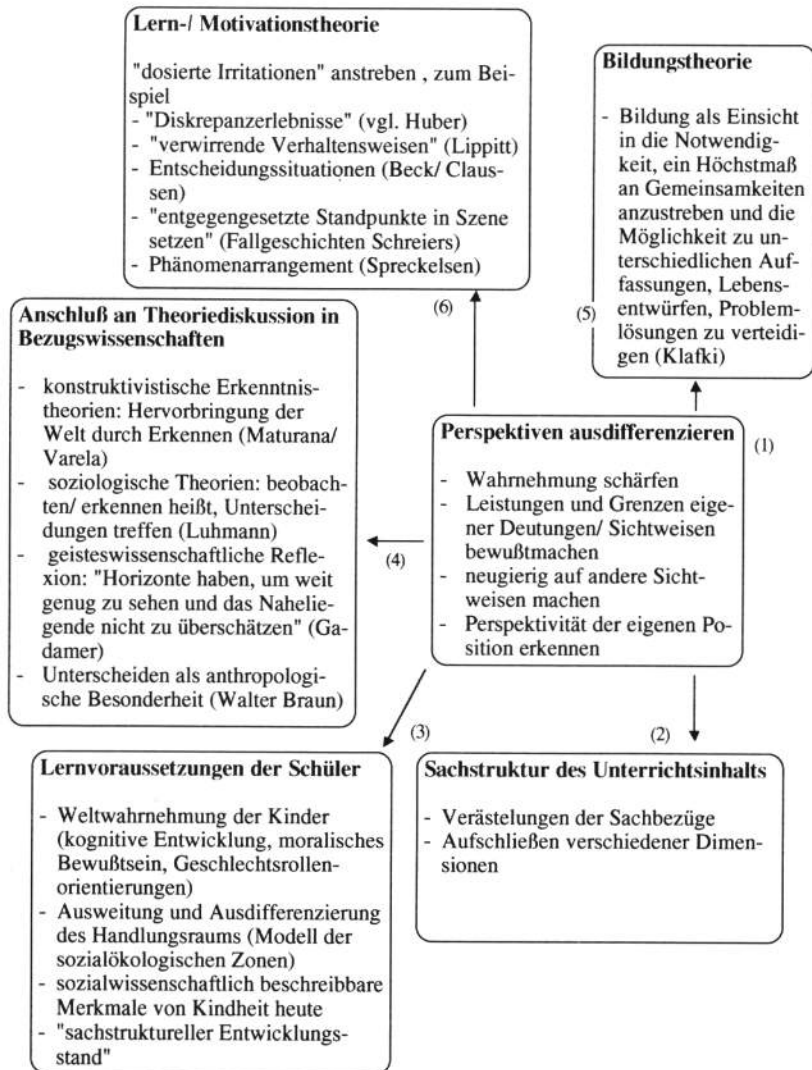 Lern-/ Motivationstheorie
"dosierte Irritationen" anstreben , zum Bei-
spiel
- "Diskrepanzerlebnisse" (vgl. Huber)
- "verwirrende Verhaltensweisen" (Lippitt)
- Entscheidungssituationen (Beck/ Claus-
sen)
- "entgegengesetzte Standpunkte in Szene
setzen" (Fallgeschichten Schreiers)
- Phänomenarrangement (Spreckelsen)
Bildungstheorie
- Bildung als Einsicht
in die Notwendig-
keit, ein Höchstmaß
an Gemeinsamkeiten
anzustreben und die
Möglichkeit zu un-
terschiedlichen Auf-
fassungen, Lebens-
entwürfen, Problem-
lösungen zu verteidi-
gen (Klafki)
(6)
(5)
Anschluß an Theoriediskussion in
Bezugswissenschaften
- konstruktivistische Erkenntnis-
theorien: Hervorbringung der
Welt durch Erkennen (Maturana/
Varela)
- soziologische Theorien: beobach-
ten/ erkennen heißt, Unterschei-
dungen treffen (Luhmann)
- geisteswissenschaftliche Refle-
xion: "Horizonte haben, um weit
genug zu sehen und das Nahelie-
gende nicht zu überschätzen" (Ga-
damer)
- Unterscheiden als anthropologi-
sche Besonderheit (Walter Braun)
(4)
Perspektiven ausdifferenzieren
- Wahrnehmung schärfen
- Leistungen und Grenzen eige-
ner Deutungen/ Sichtweisen
bewußtmachen
- neugierig auf andere Sicht-
weisen machen
- Perspektivität der eigenen Po-
sition erkennen
(1)
(3)
(2)
Lernvoraussetzungen der Schüler
- Weltwahrnehmung der Kinder
(kognitive Entwicklung, moralisches
Bewußtsein, Geschlechtsrollen-
orientierungen)
- Ausweitung und Ausdifferenzierung
des Handlungsraums (Modell der
sozialökologischen Zonen)
- sozialwissenschaftlich beschreibbare
Merkmale von Kindheit heute
- "sachstruktureller Entwicklungs-
stand"
Sachstruktur des Unterrichtsinhalts
- Verästelungen der Sachbezüge
- Aufschließen verschiedener Dimen-
sionen